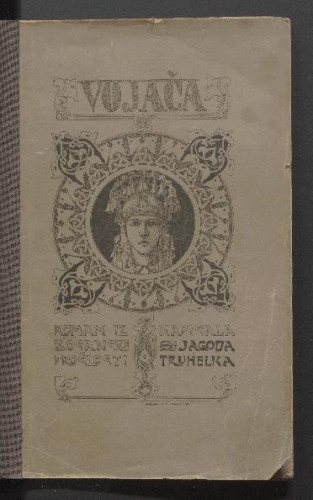 VOJAČA
ROMAN IZ
BOSANSKE
PROŠLOSTI
NAPISALA
JAGODA
TRUHELKA